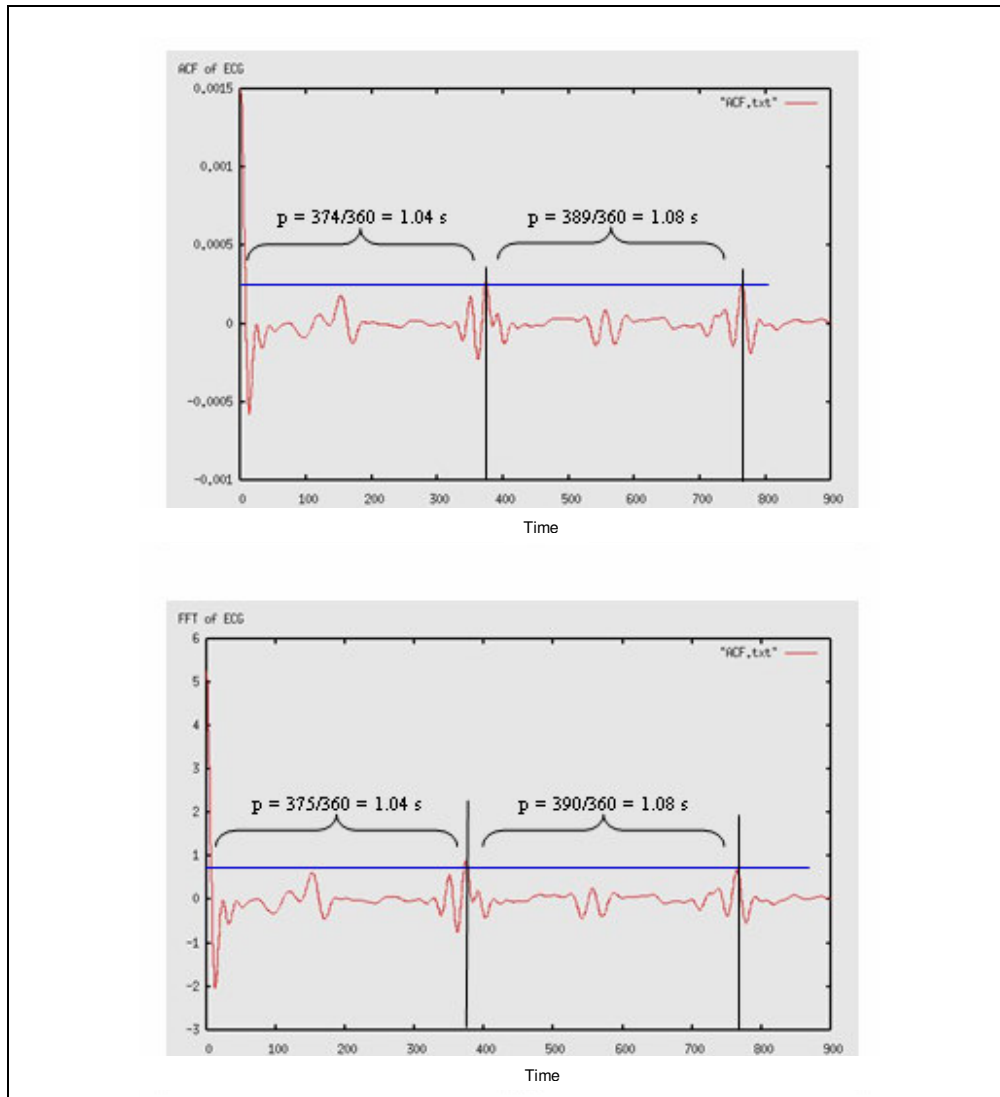 ACF of ECG
0.0015
"ACF.txt"
0.001
p = 374/360 = 1.04 s
p = 389/360 = 1.08 s
0.0005
0
-0.0005
-0.001
0 100 200 300 400 500 600 700 800 900
Time
FFT of ECG
6
"ACF.txt"
5
4
3
2
p = 375/360 = 1.04 s
p = 390/360 = 1.08 s
1
0
-1
-2
-3
0 100 200 300 400 500 600 700 800 900
Time